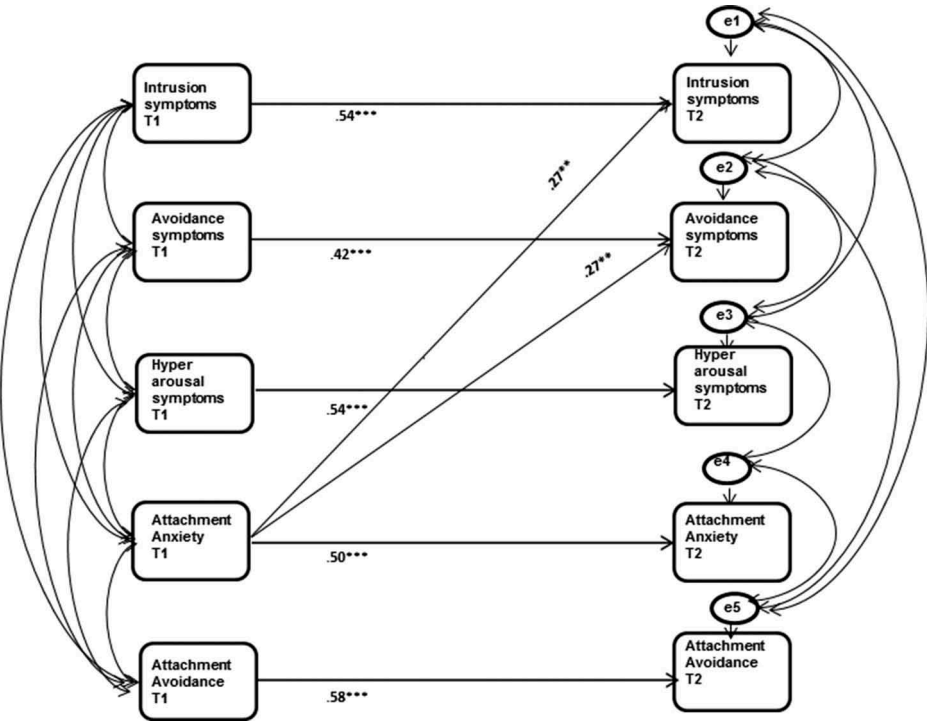 e1
Intrusion
symptoms
T1
.54***
Intrusion
symptoms
T2
.27**
e2
Avoidance
symptoms
T1
.42***
.27**
Avoidance
symptoms
T2
e3
Hyper
arousal
symptoms
T1
.54***
Hyper
arousal
symptoms
T2
e4
Attachment
Anxiety
T1
.50***
Attachment
Anxiety
T2
e5
Attachment
Avoidance
T1
.58***
Attachment
Avoidance
T2